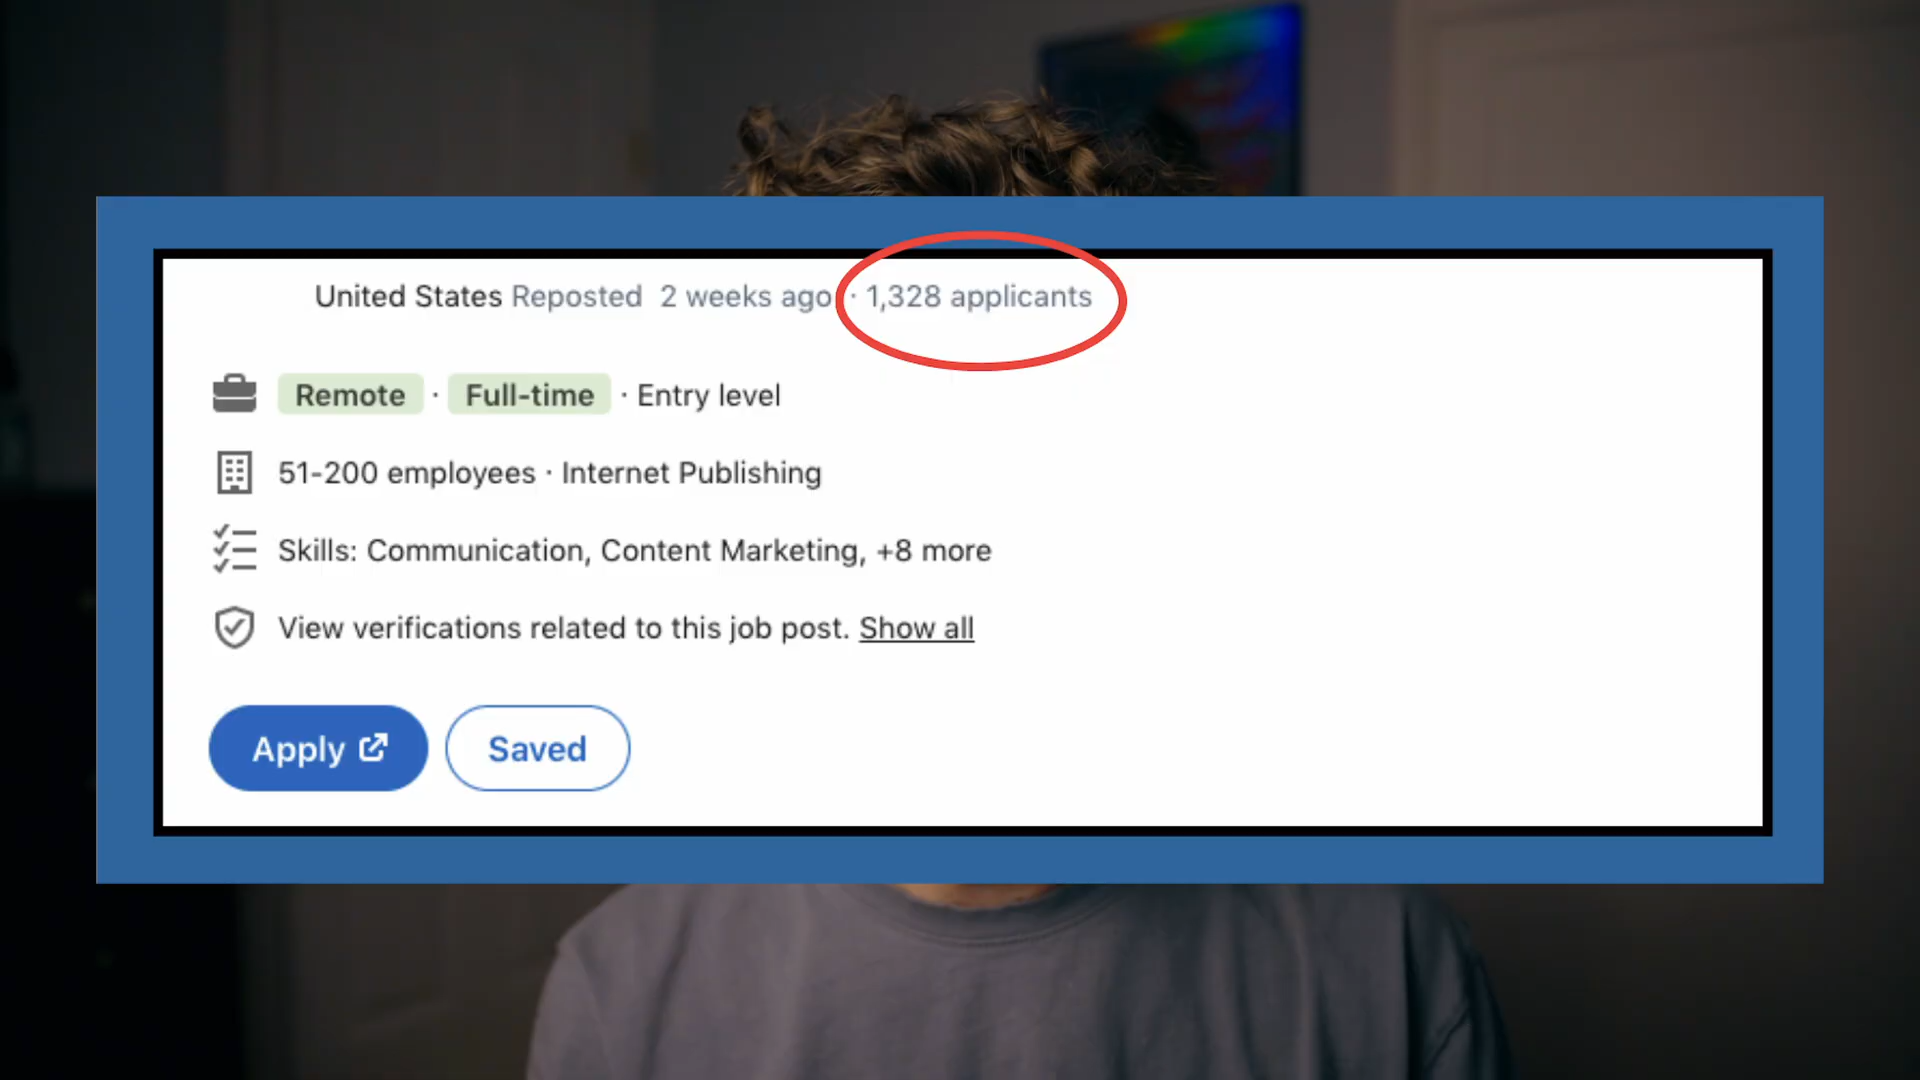 United States Reposted 2 weeks ago · 1,328 applicants
Remote · Full-time · Entry level
51-200 employees · Internet Publishing
Skills: Communication, Content Marketing, +8 more
View verifications related to this job post. Show all
Apply
Saved